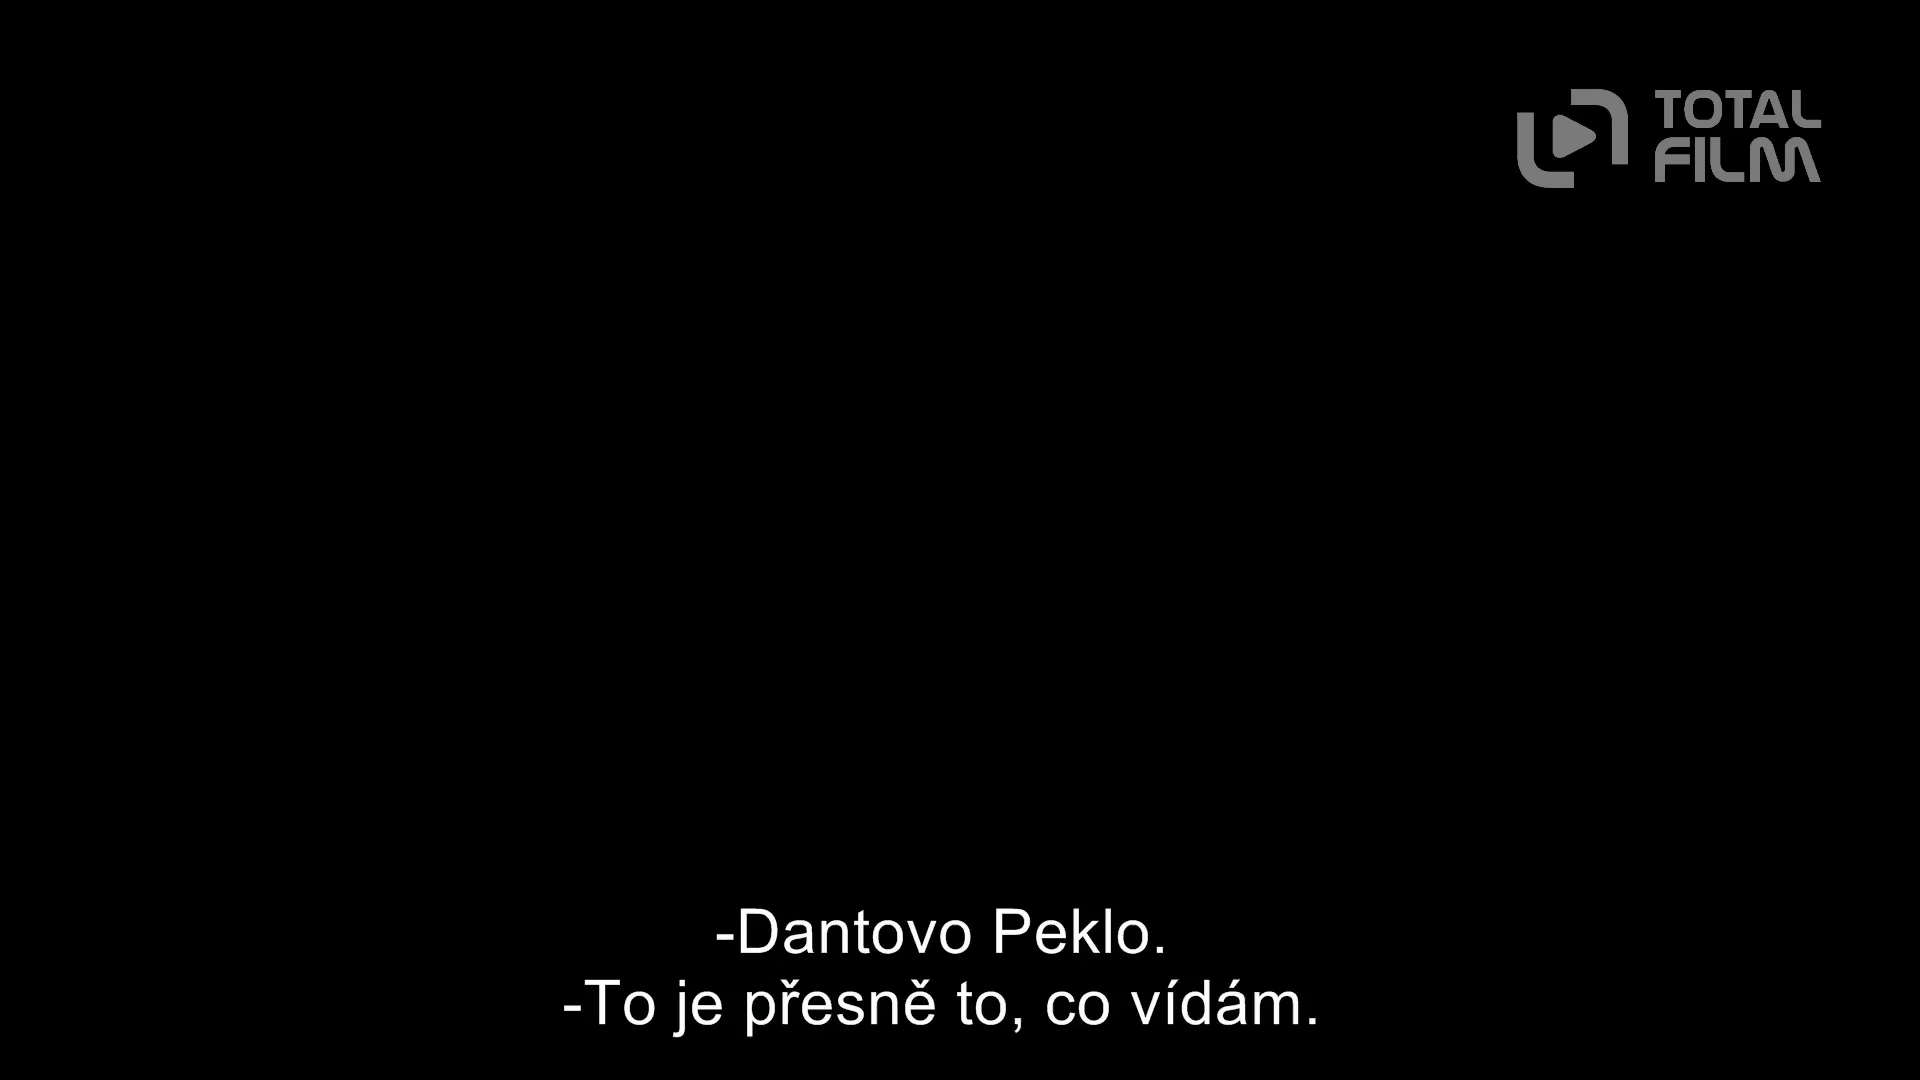 TOTAL
FILM
-Dantovo Peklo.
-To je přesně to, co vídám.